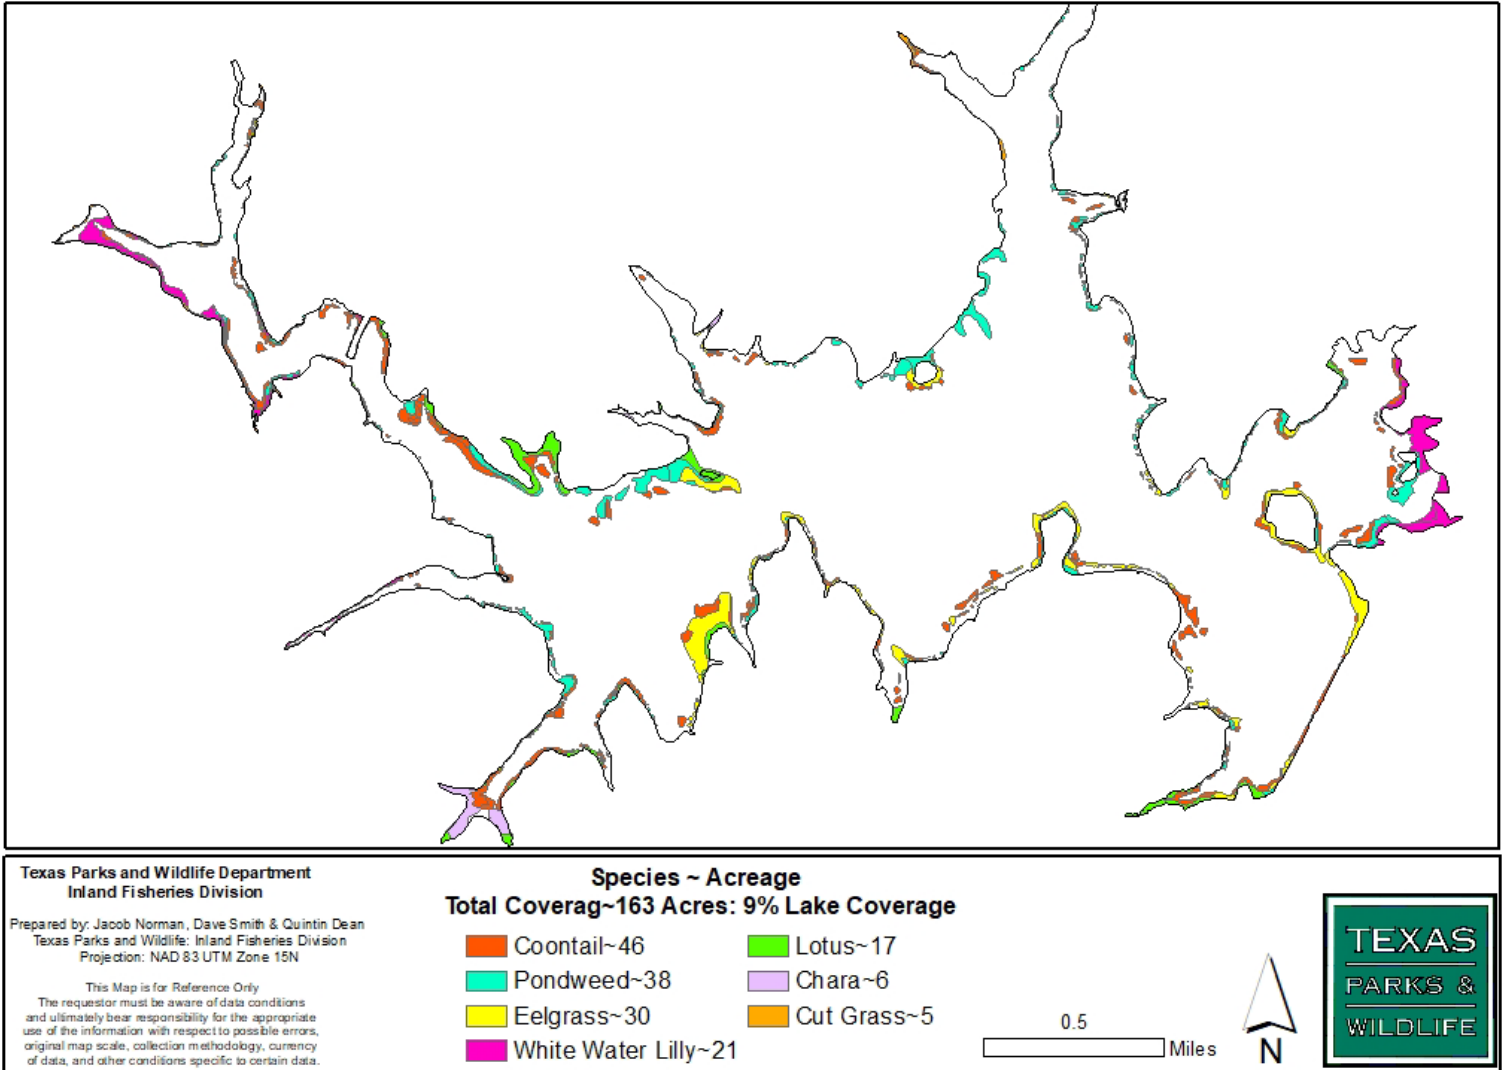 Texas Parks and Wildlife Department
Inland Fisheries Division
Prepared by: Jacob Norman, Dave Smith & Quintin Dean
Texas Parks and Wildlife: Inland Fisheries Division
Projection: NAD 83 UTM Zone 15N
This Map is for Reference Only
The requestor must be aware of data conditions
and ultimately bear responsibility for the appropriate
use of the information with respect to possible errors,
original map scale, collection methodology, currency
of data, and other conditions specific to certain data.
Species ~ Acreage
Total Coverag~163 Acres: 9% Lake Coverage
Coontail~46
Pondweed~38
Eelgrass~30
White Water Lilly~21
Lotus~17
Chara~6
Cut Grass~5
0.5
Miles
N
TEXAS
PARKS &
WILDLIFE